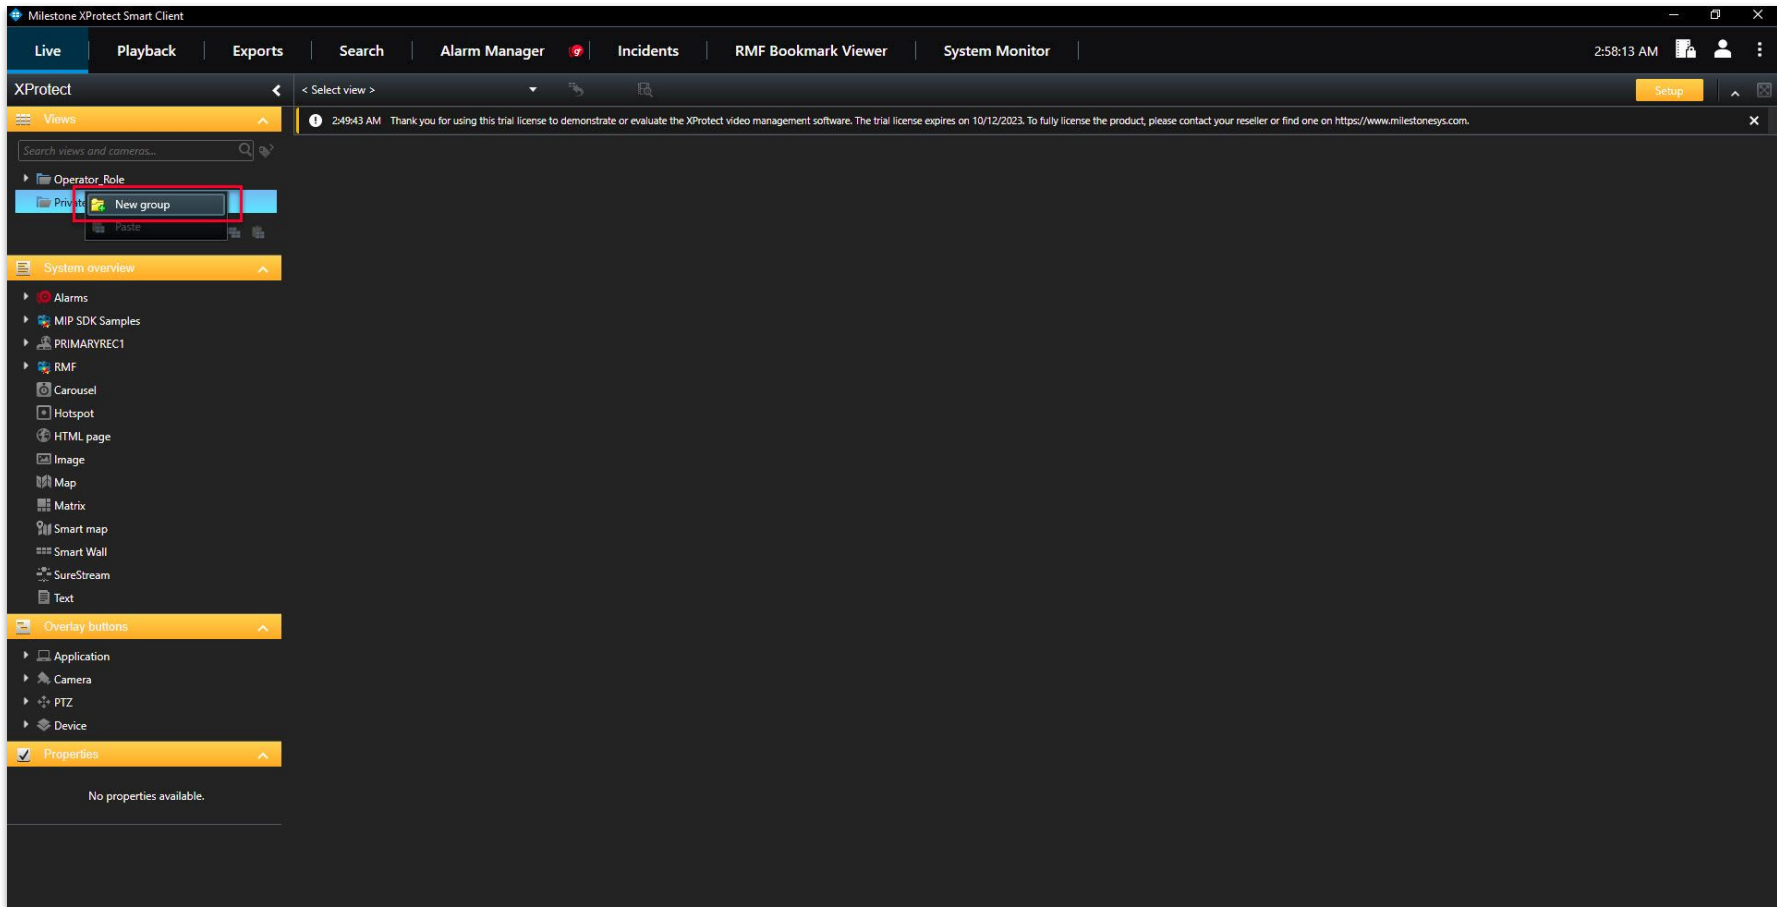 Milestone XProtect Smart Client
Live Playback Exports Search Alarm Manager Incidents RMF Bookmark Viewer System Monitor 2:58:13 AM
XProtect
< Select view >
Setup
Views
2:49:43 AM Thank you for using this trial license to demonstrate or evaluate the XProtect video management software. The trial license expires on 10/12/2023. To fully license the product, please contact your reseller or find one on https://www.milestonesys.com.
Search views and cameras...
Operator_Role
Private
New group
Paste
System overview
Alarms
MIP SDK Samples
PRIMARYREC1
RMF
Carousel
Hotspot
HTML page
Image
Map
Matrix
Smart map
Smart Wall
SureStream
Text
Overlay buttons
Application
Camera
PTZ
Device
Properties
No properties available.